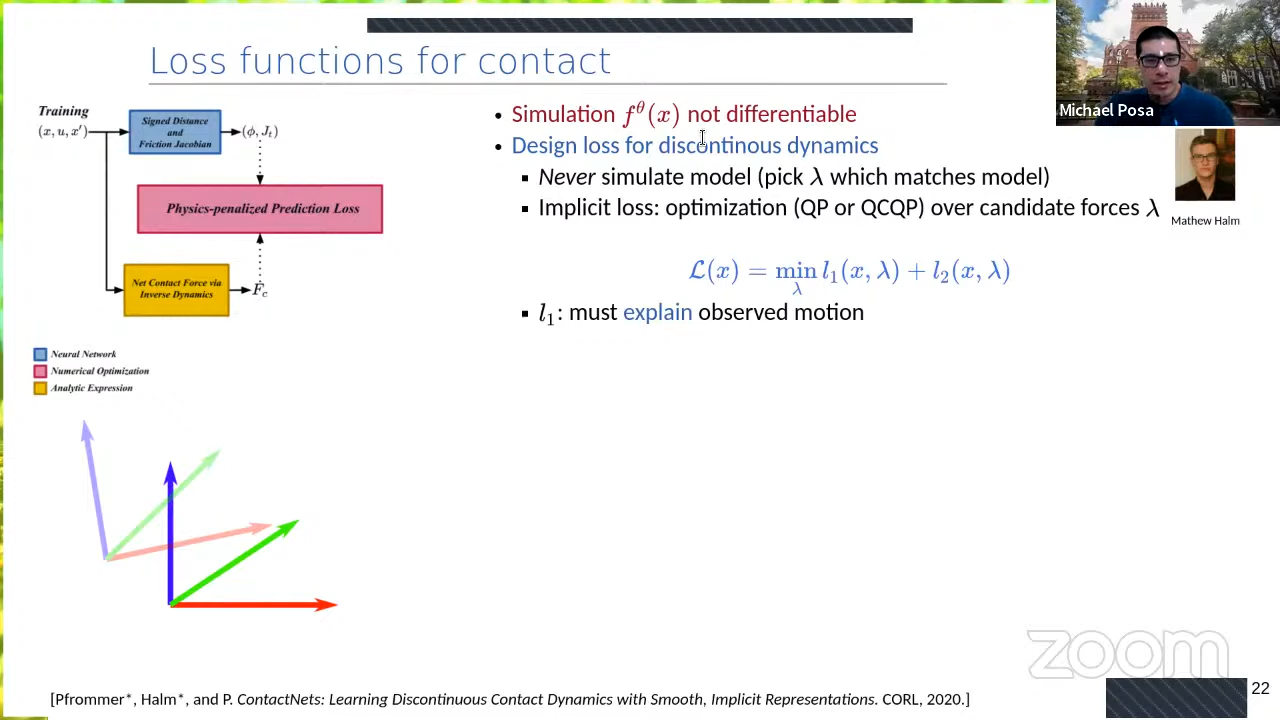 Loss functions for contact
Michael Posa
Mathew Halm
Training
(x, u, x′)
Signed Distance
and
Friction Jacobian
(ϕ, Jₜ)
Physics-penalized Prediction Loss
Net Contact Force via
Inverse Dynamics
F_c
Neural Network
Numerical Optimization
Analytic Expression
• Simulation f^θ(x) not differentiable
• Design loss for discontinous dynamics
▪ Never simulate model (pick λ which matches model)
▪ Implicit loss: optimization (QP or QCQP) over candidate forces λ
ℒ(x) = min_λ l₁(x, λ) + l₂(x, λ)
▪ l₁: must explain observed motion
zoom
[Pfrommer*, Halm*, and P. ContactNets: Learning Discontinuous Contact Dynamics with Smooth, Implicit Representations. CORL, 2020.]
22